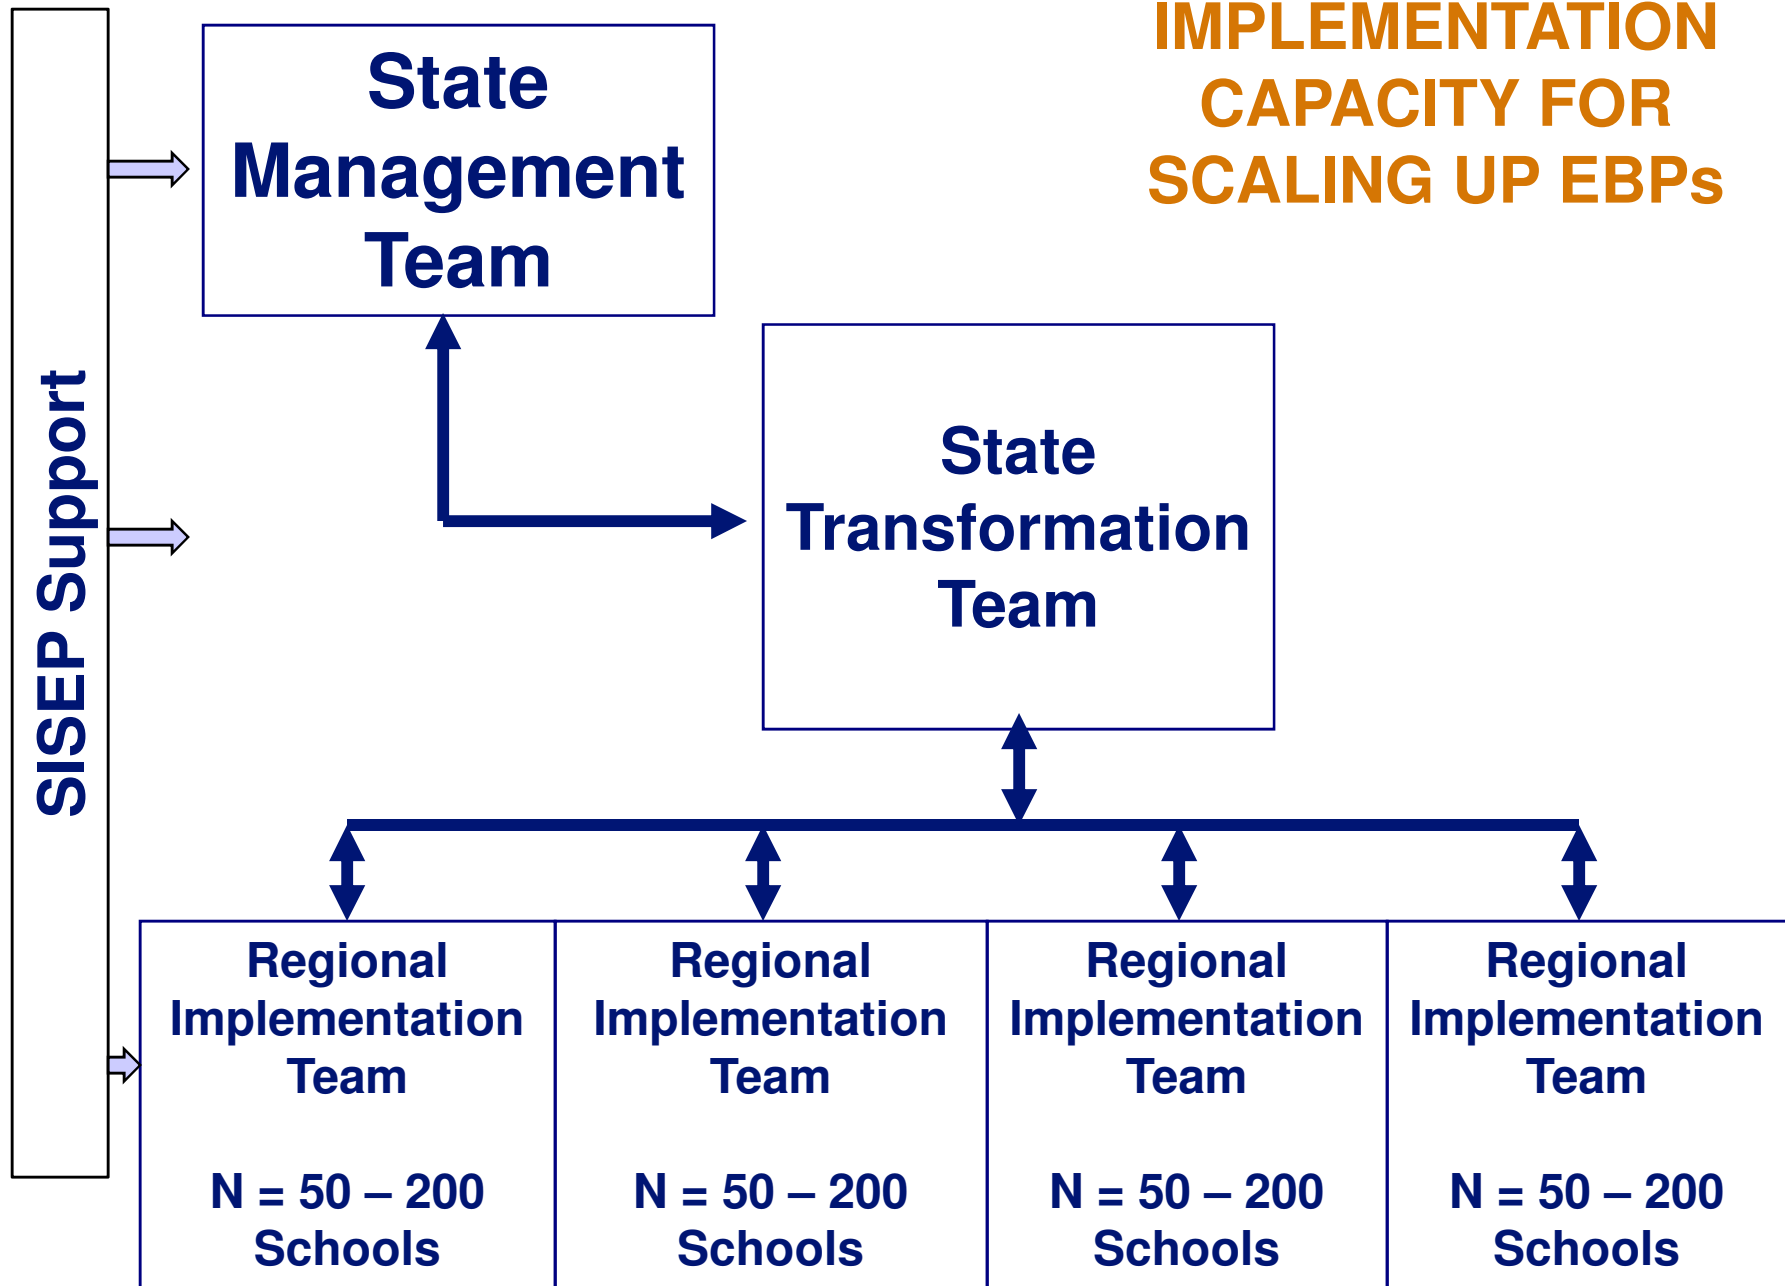 IMPLEMENTATION
CAPACITY FOR
SCALING UP EBPs
State
Management
Team
SISEP Support
State
Transformation
Team
Regional
Implementation
Team
N = 50 – 200
Schools
Regional
Implementation
Team
N = 50 – 200
Schools
Regional
Implementation
Team
N = 50 – 200
Schools
Regional
Implementation
Team
N = 50 – 200
Schools